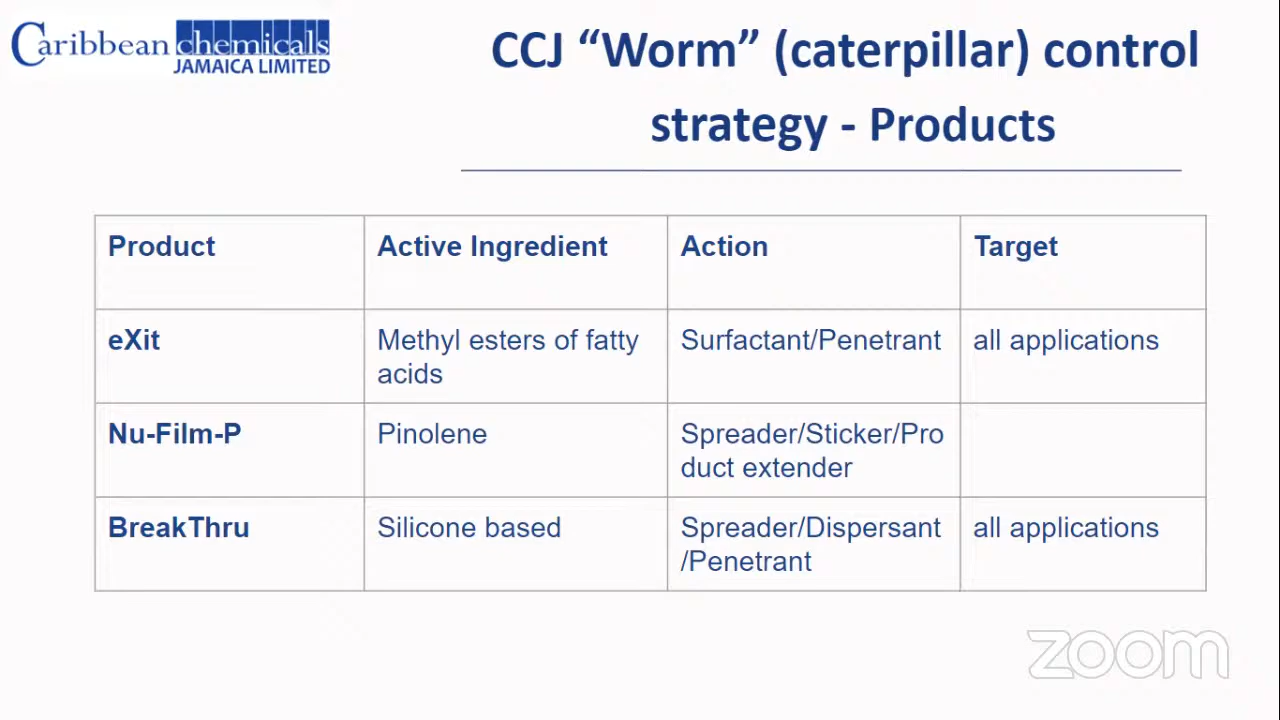 Caribbean chemicals
JAMAICA LIMITED
CCJ “Worm” (caterpillar) control
strategy - Products
Product
Active Ingredient
Action
Target
eXit
Methyl esters of fatty
acids
Surfactant/Penetrant
all applications
Nu-Film-P
Pinolene
Spreader/Sticker/Pro
duct extender
BreakThru
Silicone based
Spreader/Dispersant
/Penetrant
all applications
zoom